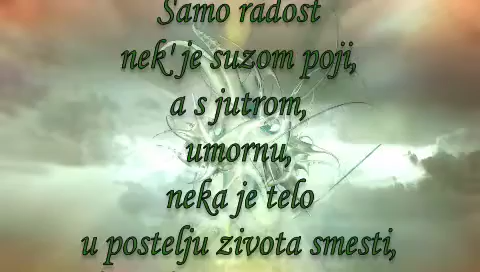 Samo radost
nek' je suzom poji,
a s jutrom,
umornu,
neka je telo
u postelju zivota smesti,